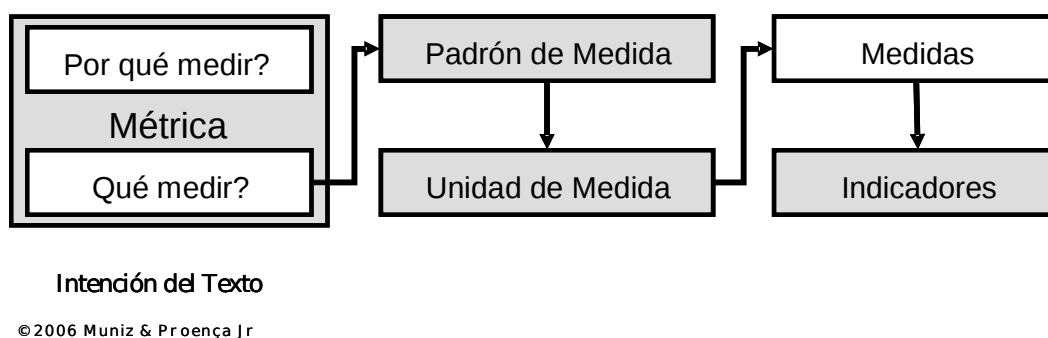 Por qué medir?
Métrica
Qué medir?
Padrón de Medida
Unidad de Medida
Medidas
Indicadores
Intención del Texto
©2006 Muniz & Proença Jr